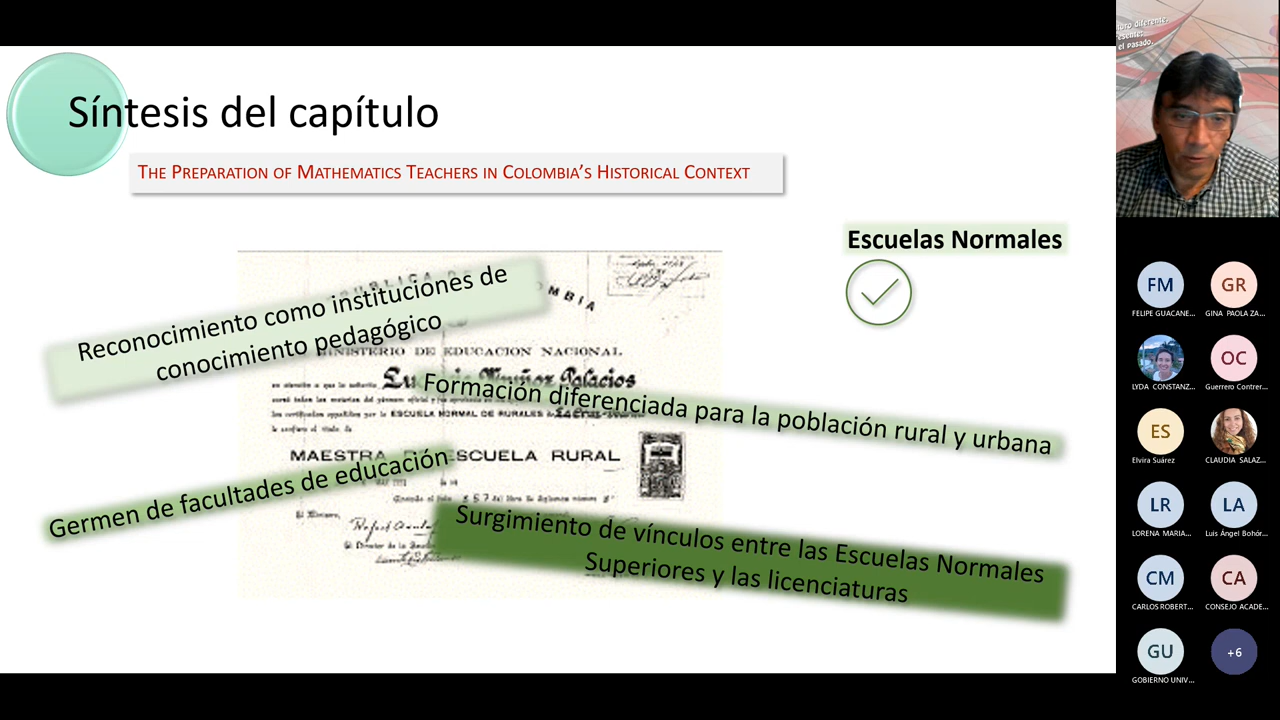 Síntesis del capítulo
THE PREPARATION OF MATHEMATICS TEACHERS IN COLOMBIA'S HISTORICAL CONTEXT
Escuelas Normales
Reconocimiento como instituciones de
conocimiento pedagógico
MINISTERIO DE EDUCACION NACIONAL
Formación diferenciada para la población rural y urbana
MAESTRA DE ESCUELA RURAL
Germen de facultades de educación
Surgimiento de vínculos entre las Escuelas Normales
Superiores y las licenciaturas
el Pasado.
FM
FELIPE GUACANE...
GR
GINA PAOLA ZA...
LYDA CONSTANZ...
OC
Guerrero Contrer...
ES
Elvira Suárez
CLAUDIA SALAZ...
LR
LORENA MARIA...
LA
Luis Ángel Bohór...
CM
CARLOS ROBERT...
CA
CONSEJO ACADE...
GU
GOBIERNO UNIV...
+6